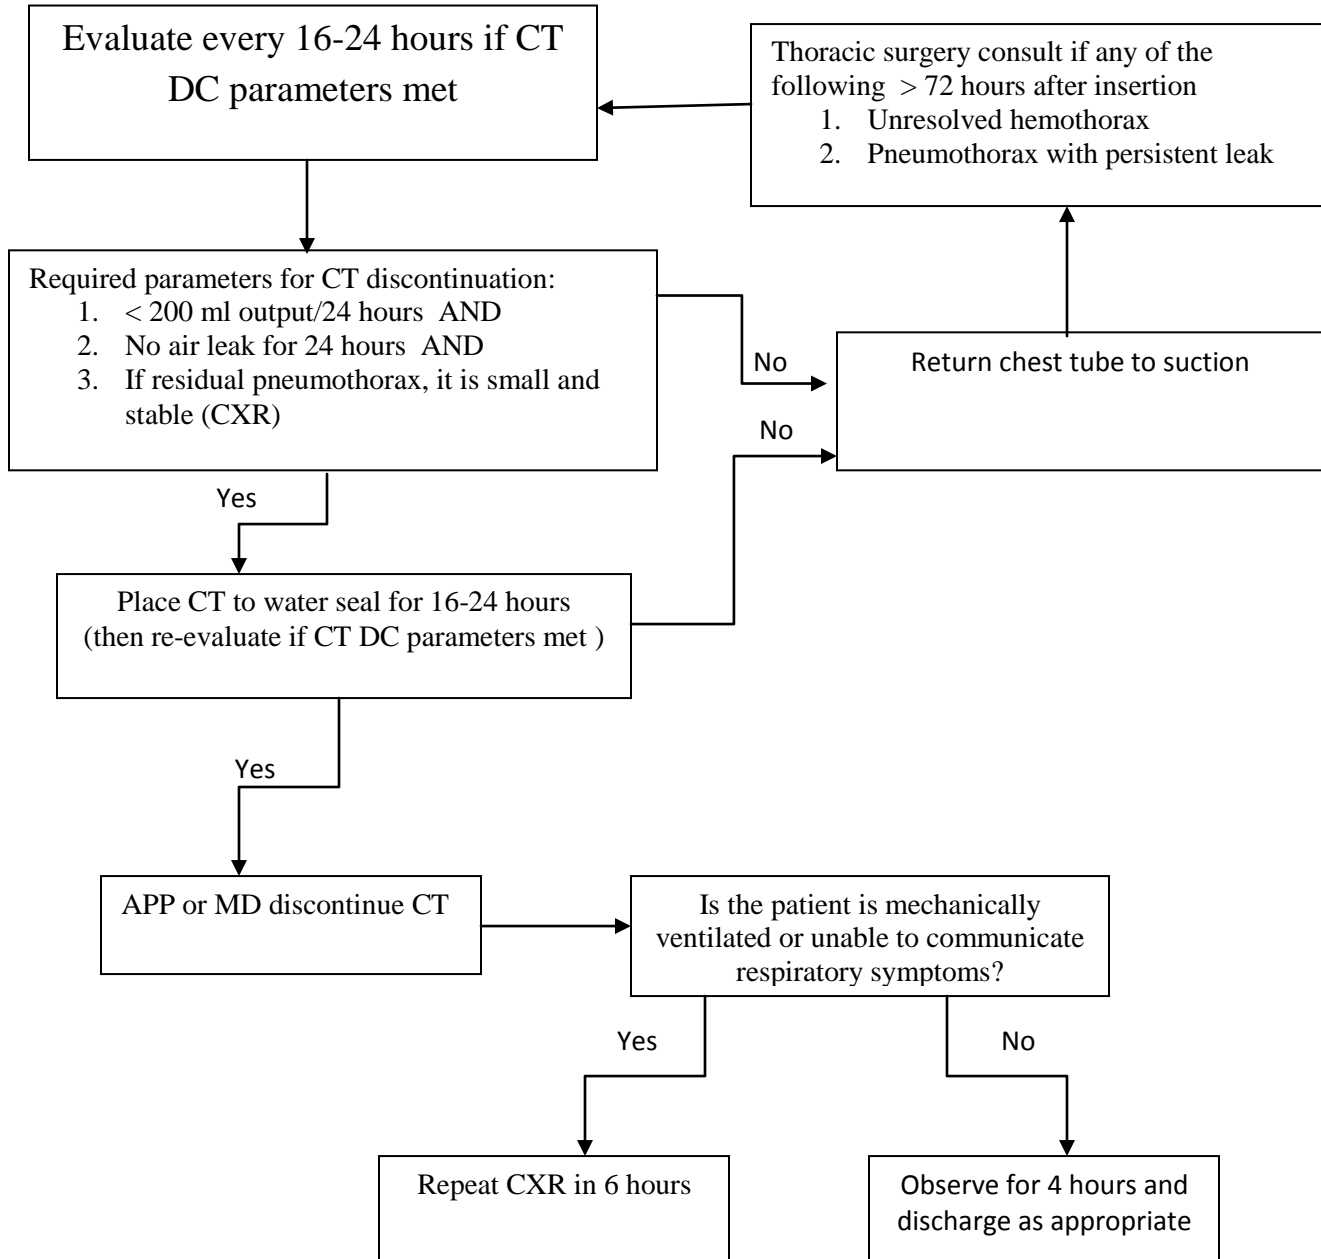 Evaluate every 16-24 hours if CT
DC parameters met
Thoracic surgery consult if any of the
following > 72 hours after insertion
1. Unresolved hemothorax
2. Pneumothorax with persistent leak
Required parameters for CT discontinuation:
1. < 200 ml output/24 hours AND
2. No air leak for 24 hours AND
3. If residual pneumothorax, it is small and
stable (CXR)
No
Return chest tube to suction
No
Yes
Place CT to water seal for 16-24 hours
(then re-evaluate if CT DC parameters met )
Yes
APP or MD discontinue CT
Is the patient is mechanically
ventilated or unable to communicate
respiratory symptoms?
Yes
No
Repeat CXR in 6 hours
Observe for 4 hours and
discharge as appropriate